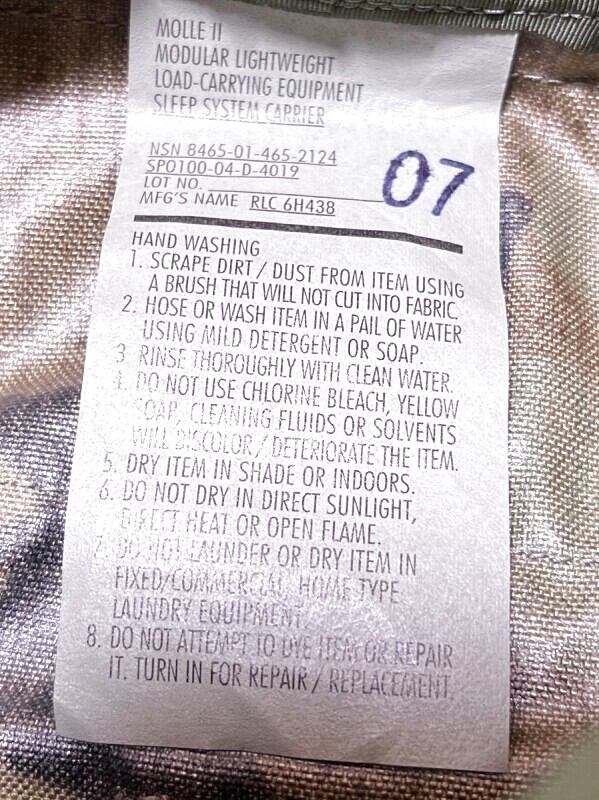 MOLLE II
MODULAR LIGHTWEIGHT
LOAD-CARRYING EQUIPMENT
SLEEP SYSTEM CARRIER
NSN 8465-01-465-2124
SPO100-04-D-4019
LOT NO.
MFG'S NAME RLC 6H438
07
HAND WASHING
1. SCRAPE DIRT / DUST FROM ITEM USING
A BRUSH THAT WILL NOT CUT INTO FABRIC.
2. HOSE OR WASH ITEM IN A PAIL OF WATER
USING MILD DETERGENT OR SOAP.
3. RINSE THOROUGHLY WITH CLEAN WATER.
4. DO NOT USE CHLORINE BLEACH, YELLOW
SOAP, CLEANING FLUIDS OR SOLVENTS
WILL DISCOLOR / DETERIORATE THE ITEM.
5. DRY ITEM IN SHADE OR INDOORS.
6. DO NOT DRY IN DIRECT SUNLIGHT,
DIRECT HEAT OR OPEN FLAME.
7. DO NOT LAUNDER OR DRY ITEM IN
FIXED/COMMERCIAL HOME TYPE
LAUNDRY EQUIPMENT.
8. DO NOT ATTEMPT TO DYE ITEM OR REPAIR
IT. TURN IN FOR REPAIR / REPLACEMENT.